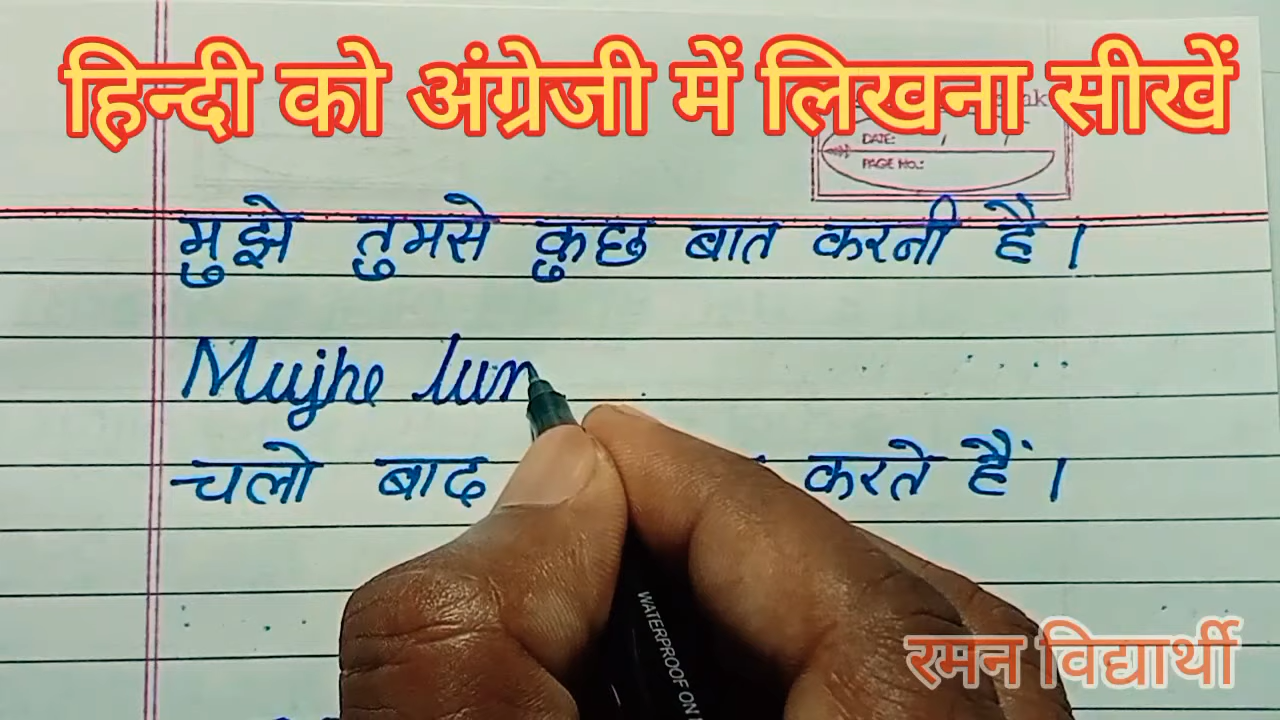 हिन्दी को अंग्रेजी में लिखना सीखें
DATE: / /
PAGE NO.:
मुझे तुमसे कुछ बात करनी है।
Mujhe tum
चलो बाद करते हैं।
WATERPROOF ON
रमन विद्यार्थी